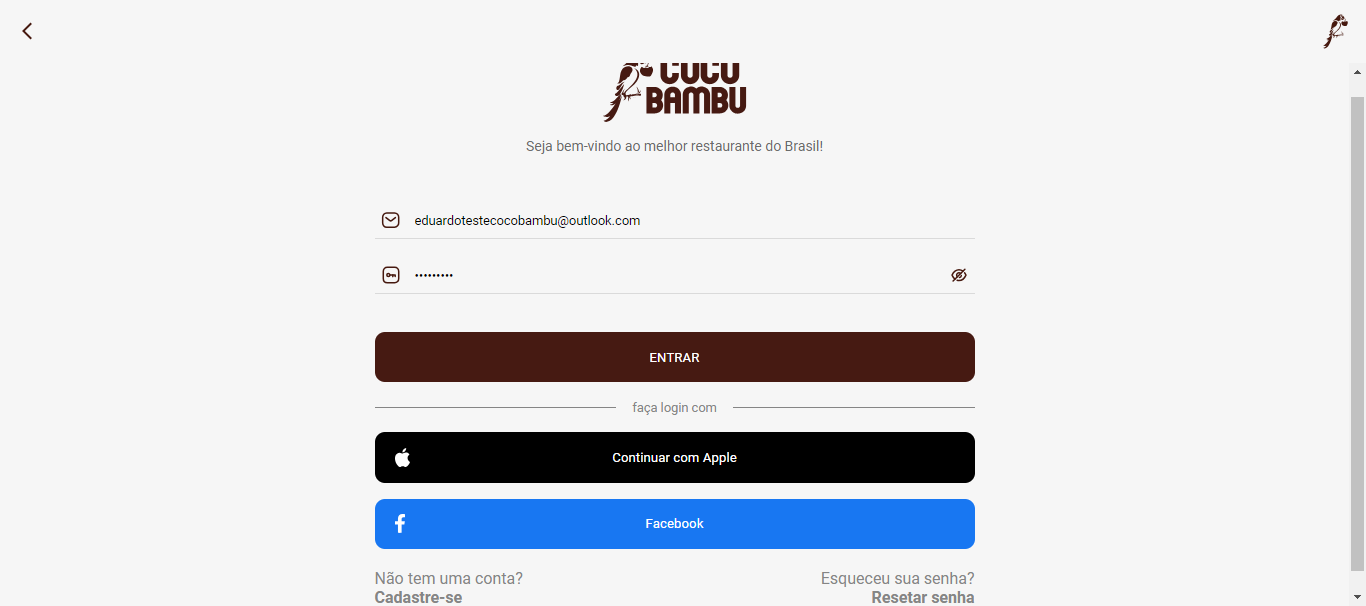 COCO
BAMBU
Seja bem-vindo ao melhor restaurante do Brasil!
eduardotestecocobambu@outlook.com
•••••••••
ENTRAR
faça login com
Continuar com Apple
Facebook
Não tem uma conta?
Esqueceu sua senha?
Cadastre-se
Resetar senha